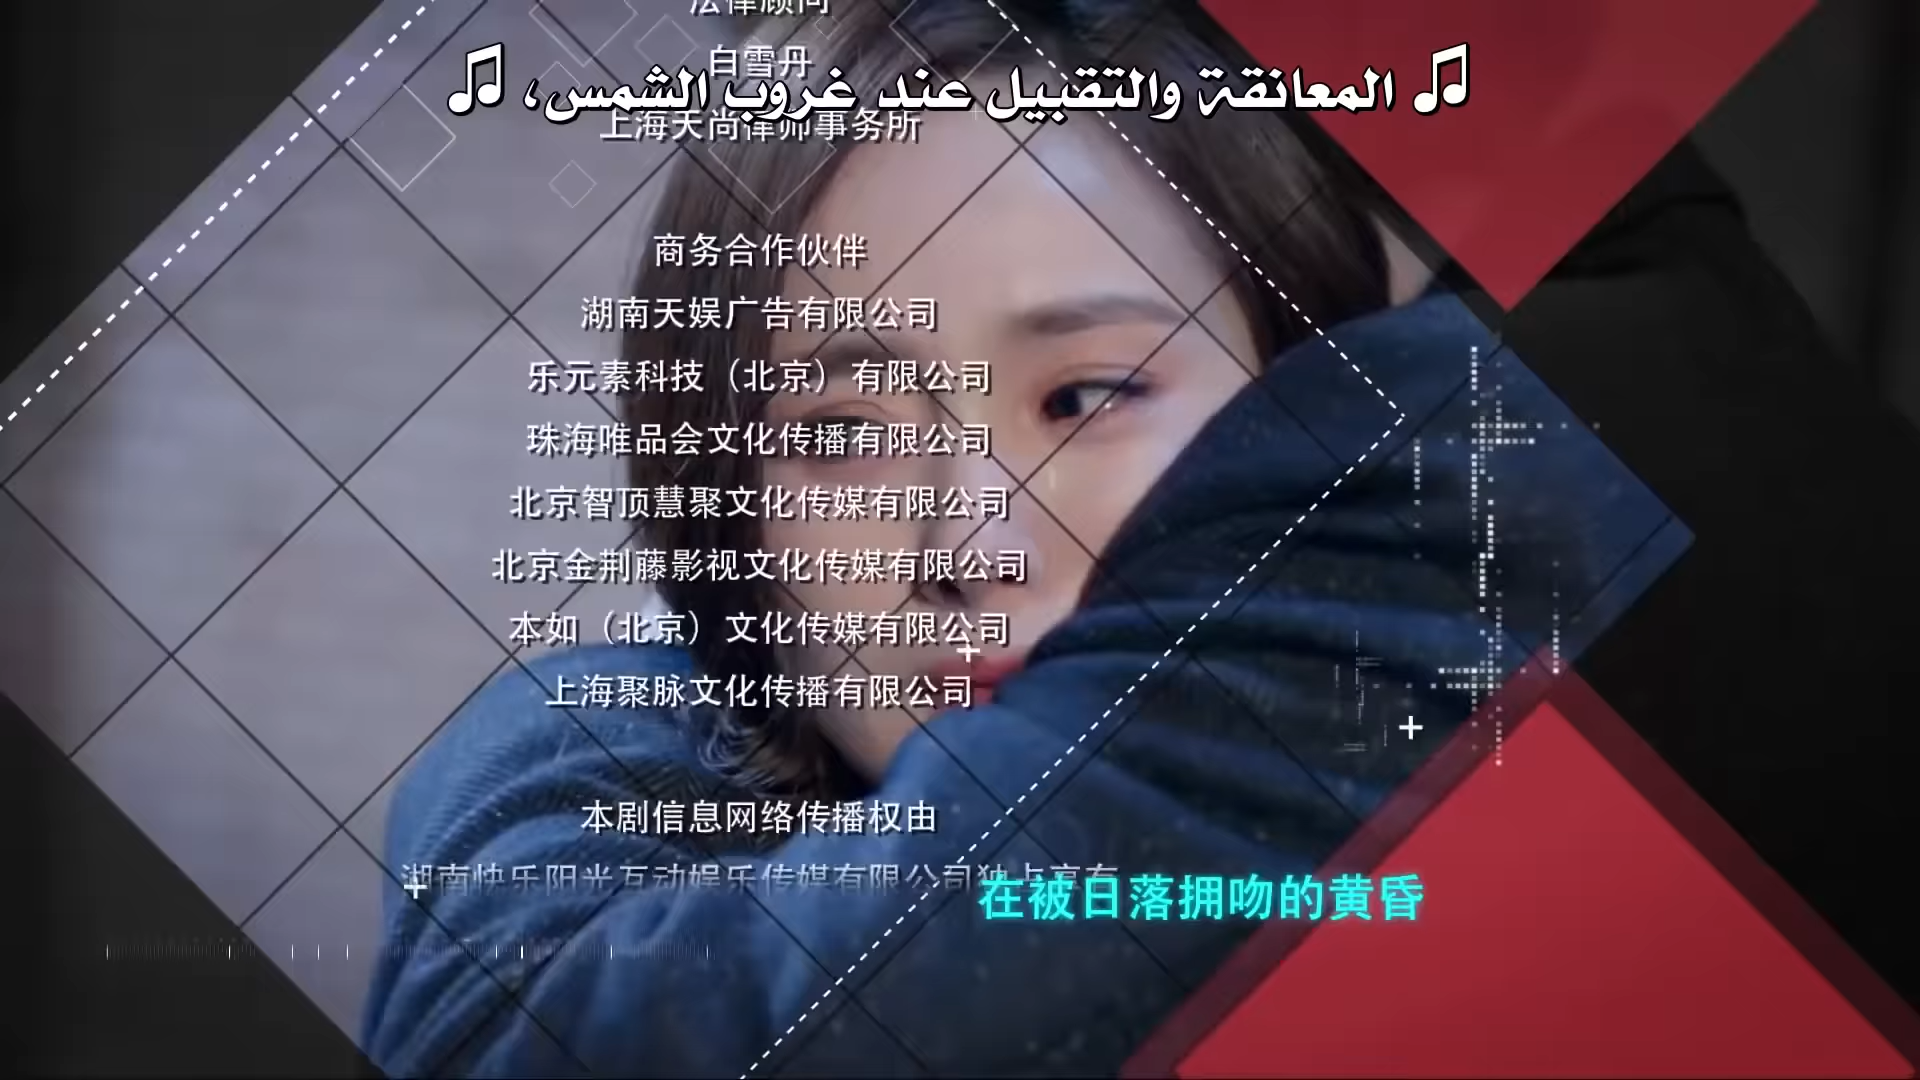 法律顾问
白雪丹
♫ المعانقة والتقبيل عند غروب الشمس، ♫
上海天尚律师事务所
商务合作伙伴
湖南天娱广告有限公司
乐元素科技（北京）有限公司
珠海唯品会文化传播有限公司
北京智顶慧聚文化传媒有限公司
北京金荆藤影视文化传媒有限公司
本如（北京）文化传媒有限公司
上海聚脉文化传播有限公司
本剧信息网络传播权由
湖南快乐阳光互动娱乐传媒有限公司独占享有
在被日落拥吻的黄昏